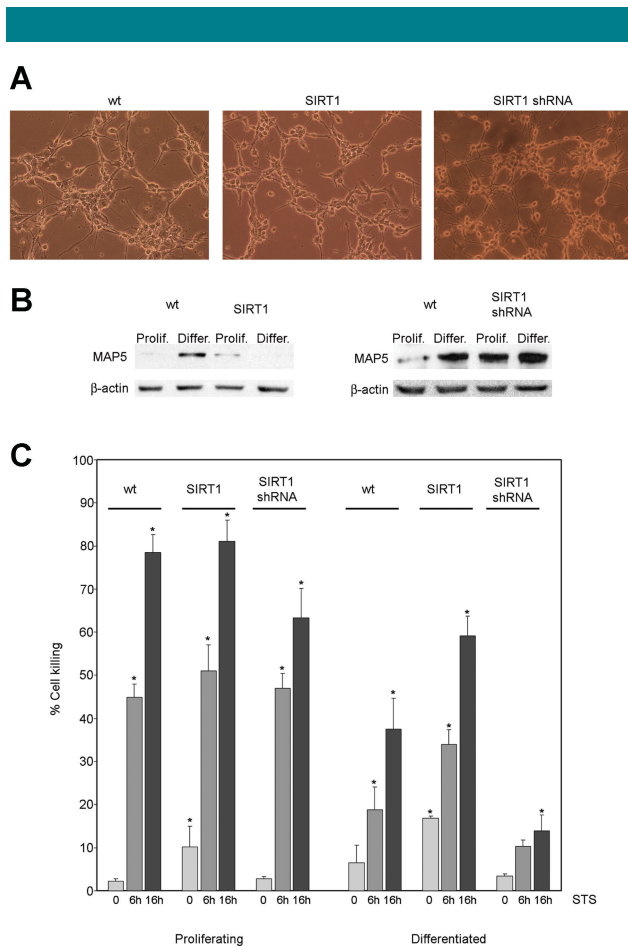 A
wt SIRT1 SIRT1 shRNA
B
wt SIRT1
Prolif. Differ. Prolif. Differ.
MAP5
β-actin
wt SIRT1 shRNA
Prolif. Differ. Prolif. Differ.
MAP5
β-actin
C
100
90
80
70
60
50
40
30
20
10
0
% Cell killing
wt SIRT1 SIRT1 shRNA wt SIRT1 SIRT1 shRNA
* * * * * * * * * * * * *
0 6h 16h 0 6h 16h 0 6h 16h 0 6h 16h 0 6h 16h 0 6h 16h STS
Proliferating Differentiated